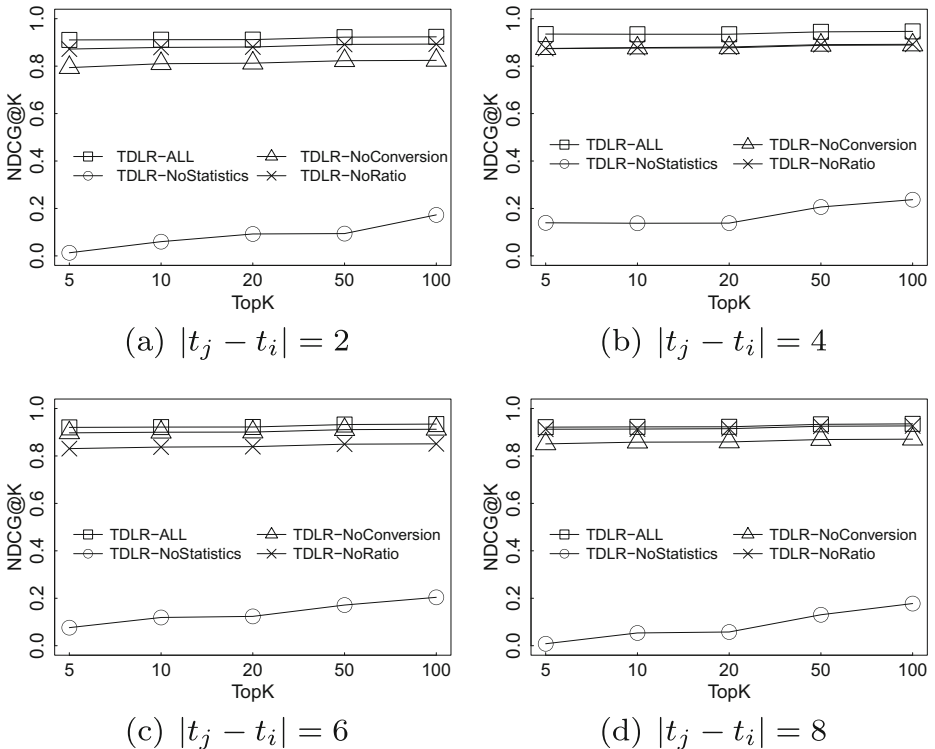 NDCG@K
0.0 0.2 0.4 0.6 0.8 1.0
TDLR−ALL
TDLR−NoConversion
TDLR−NoStatistics
TDLR−NoRatio
5 10 20 50 100
TopK
(a) |t_j − t_i| = 2
NDCG@K
0.0 0.2 0.4 0.6 0.8 1.0
TDLR−ALL
TDLR−NoConversion
TDLR−NoStatistics
TDLR−NoRatio
5 10 20 50 100
TopK
(b) |t_j − t_i| = 4
NDCG@K
0.0 0.2 0.4 0.6 0.8 1.0
TDLR−ALL
TDLR−NoConversion
TDLR−NoStatistics
TDLR−NoRatio
5 10 20 50 100
TopK
(c) |t_j − t_i| = 6
NDCG@K
0.0 0.2 0.4 0.6 0.8 1.0
TDLR−ALL
TDLR−NoConversion
TDLR−NoStatistics
TDLR−NoRatio
5 10 20 50 100
TopK
(d) |t_j − t_i| = 8